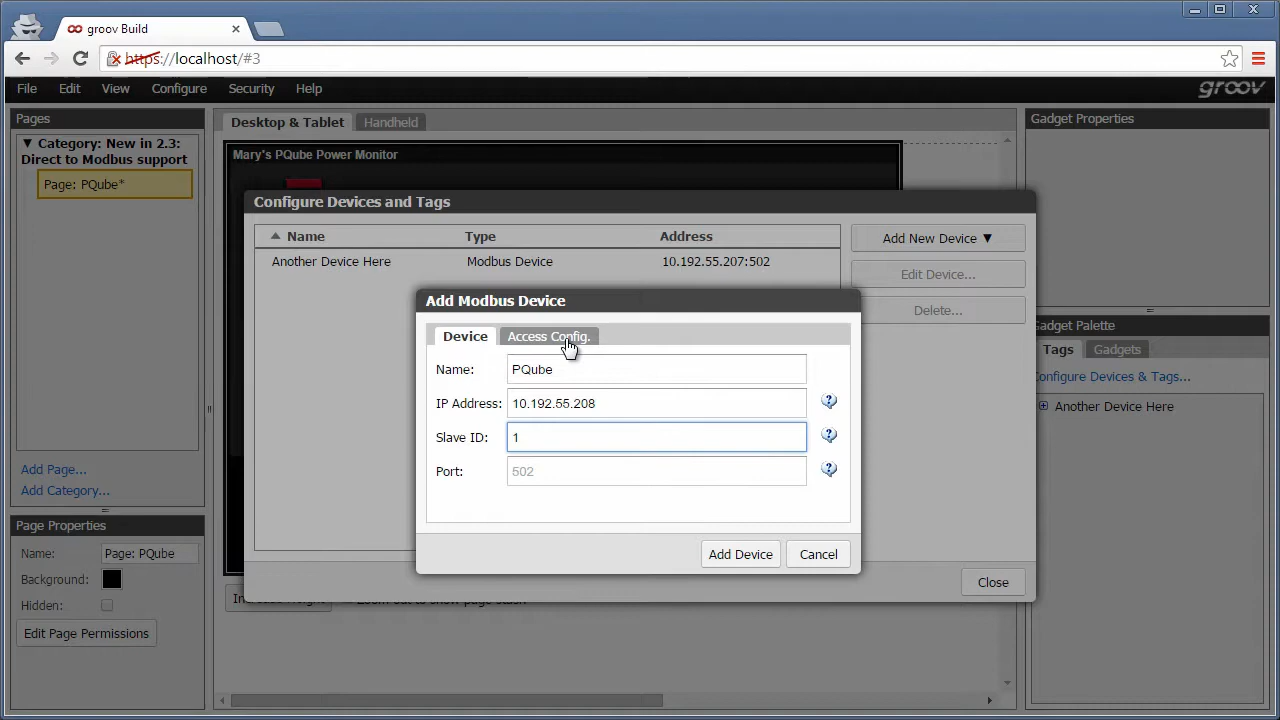 groov Build
https://localhost/#3
File Edit View Configure Security Help
groov
Pages
▼ Category: New in 2.3:
Direct to Modbus support
Page: PQube*
Add Page...
Add Category...
Page Properties
Name: Page: PQube
Background:
Hidden:
Edit Page Permissions
Desktop & Tablet Handheld
Mary's PQube Power Monitor
Configure Devices and Tags
Name Type Address
Another Device Here Modbus Device 10.192.55.207:502
Add New Device ▼
Edit Device...
Delete...
Close
Add Modbus Device
Device Access Config.
Name: PQube
IP Address: 10.192.55.208
Slave ID: 1
Port: 502
Add Device Cancel
Gadget Properties
Gadget Palette
Tags Gadgets
Configure Devices & Tags...
Another Device Here